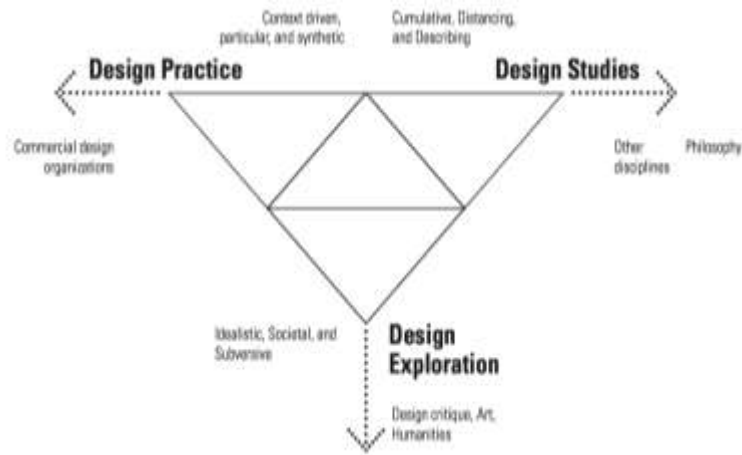 Context driven,
particular, and synthetic
Cumulative, Distancing,
and Describing
Design Practice
Design Studies
Commercial design
organizations
Other
disciplines
Philosophy
Idealistic, Societal, and
Subversive
Design
Exploration
Design critique, Art,
Humanities